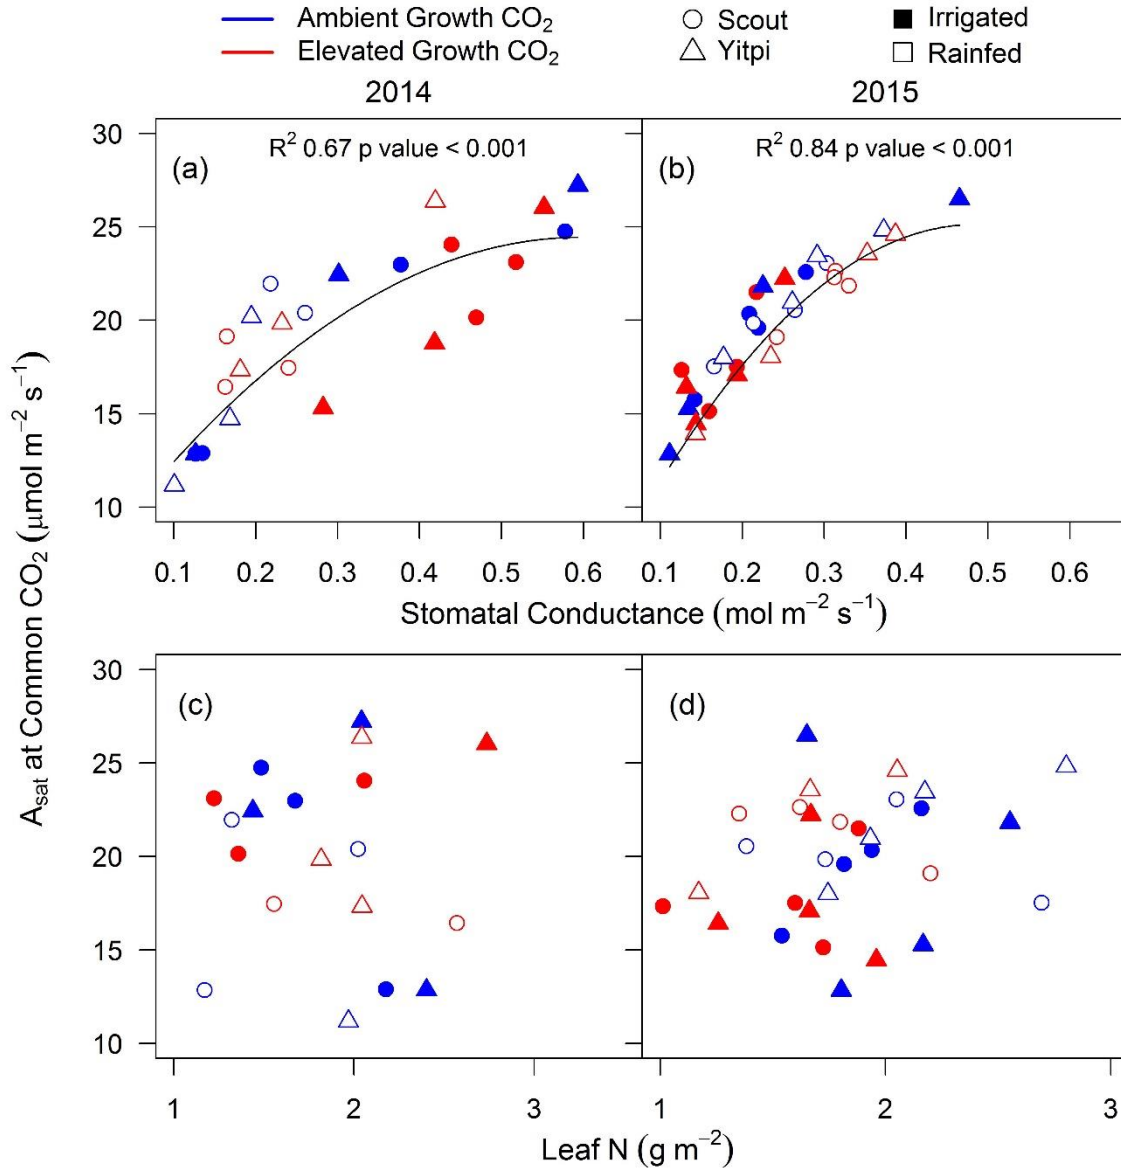 Ambient Growth CO₂
Elevated Growth CO₂
Scout
Yitpi
Irrigated
Rainfed
2014
2015
(a)
R² 0.67 p value < 0.001
(b)
R² 0.84 p value < 0.001
30
25
20
15
10
0.1 0.2 0.3 0.4 0.5 0.6
0.1 0.2 0.3 0.4 0.5 0.6
Stomatal Conductance (mol m⁻² s⁻¹)
A_sat at Common CO₂ (μmol m⁻² s⁻¹)
(c)
(d)
30
25
20
15
10
1 2 3
1 2 3
Leaf N (g m⁻²)